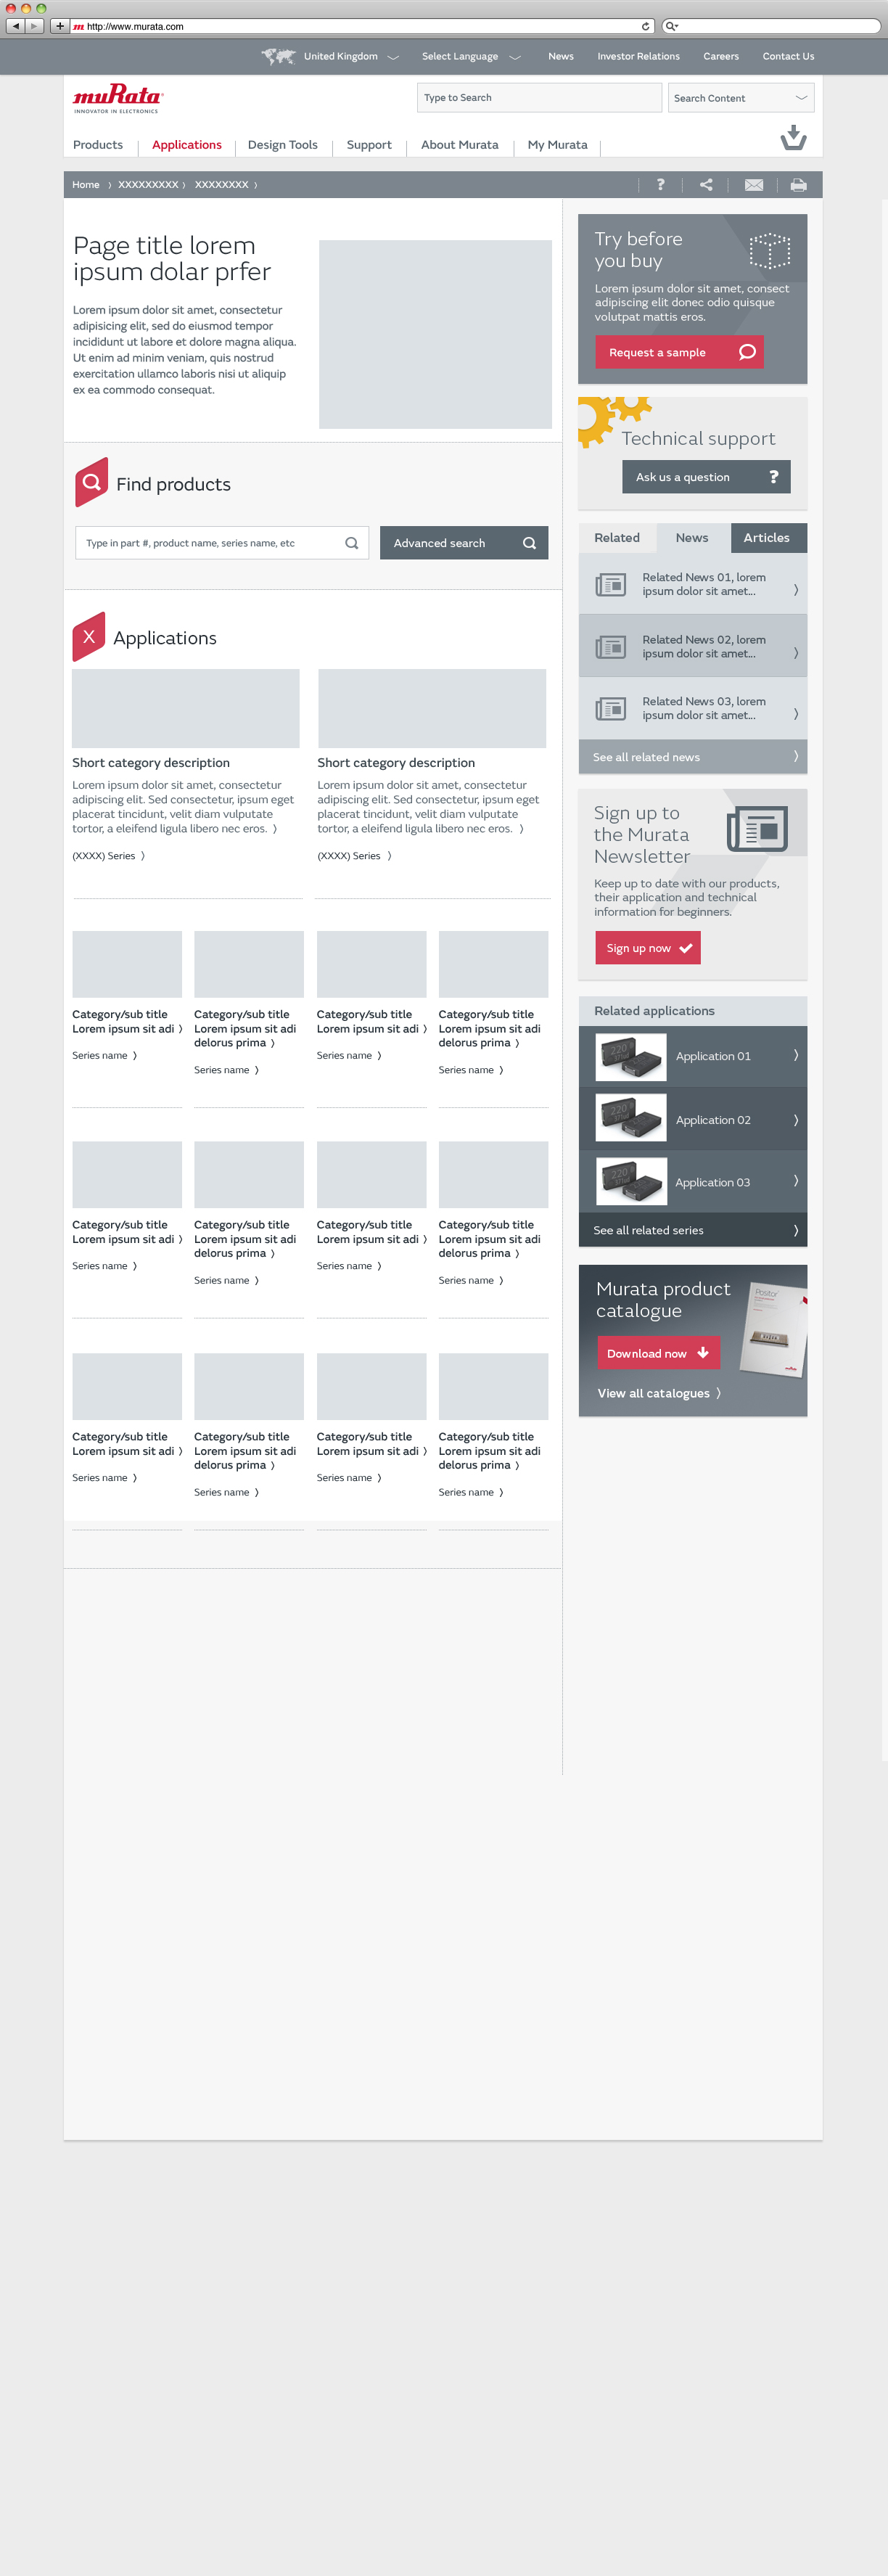 http://www.murata.com
United Kingdom
Select Language
News
Investor Relations
Careers
Contact Us
muRata
INNOVATOR IN ELECTRONICS
Type to Search
Search Content
Products
Applications
Design Tools
Support
About Murata
My Murata
Home
XXXXXXXXX
XXXXXXXX
?
Page title lorem
ipsum dolar prfer
Lorem ipsum dolor sit amet, consectetur
adipisicing elit, sed do eiusmod tempor
incididunt ut labore et dolore magna aliqua.
Ut enim ad minim veniam, quis nostrud
exercitation ullamco laboris nisi ut aliquip
ex ea commodo consequat.
Find products
Type in part #, product name, series name, etc
Advanced search
X
Applications
Short category description
Lorem ipsum dolor sit amet, consectetur
adipiscing elit. Sed consectetur, ipsum eget
placerat tincidunt, velit diam vulputate
tortor, a eleifend ligula libero nec eros.
(XXXX) Series
Short category description
Lorem ipsum dolor sit amet, consectetur
adipiscing elit. Sed consectetur, ipsum eget
placerat tincidunt, velit diam vulputate
tortor, a eleifend ligula libero nec eros.
(XXXX) Series
Category/sub title
Lorem ipsum sit adi
Series name
Category/sub title
Lorem ipsum sit adi
delorus prima
Series name
Category/sub title
Lorem ipsum sit adi
Series name
Category/sub title
Lorem ipsum sit adi
delorus prima
Series name
Category/sub title
Lorem ipsum sit adi
Series name
Category/sub title
Lorem ipsum sit adi
delorus prima
Series name
Category/sub title
Lorem ipsum sit adi
Series name
Category/sub title
Lorem ipsum sit adi
delorus prima
Series name
Category/sub title
Lorem ipsum sit adi
Series name
Category/sub title
Lorem ipsum sit adi
delorus prima
Series name
Category/sub title
Lorem ipsum sit adi
Series name
Category/sub title
Lorem ipsum sit adi
delorus prima
Series name
Try before
you buy
Lorem ipsum dolor sit amet, consect
adipiscing elit donec odio quisque
volutpat mattis eros.
Request a sample
Technical support
Ask us a question ?
Related
News
Articles
Related News 01, lorem
ipsum dolor sit amet...
Related News 02, lorem
ipsum dolor sit amet...
Related News 03, lorem
ipsum dolor sit amet...
See all related news
Sign up to
the Murata
Newsletter
Keep up to date with our products,
their application and technical
information for beginners.
Sign up now
Related applications
220
Application 01
220
Application 02
220
Application 03
See all related series
Murata product
catalogue
Download now
View all catalogues